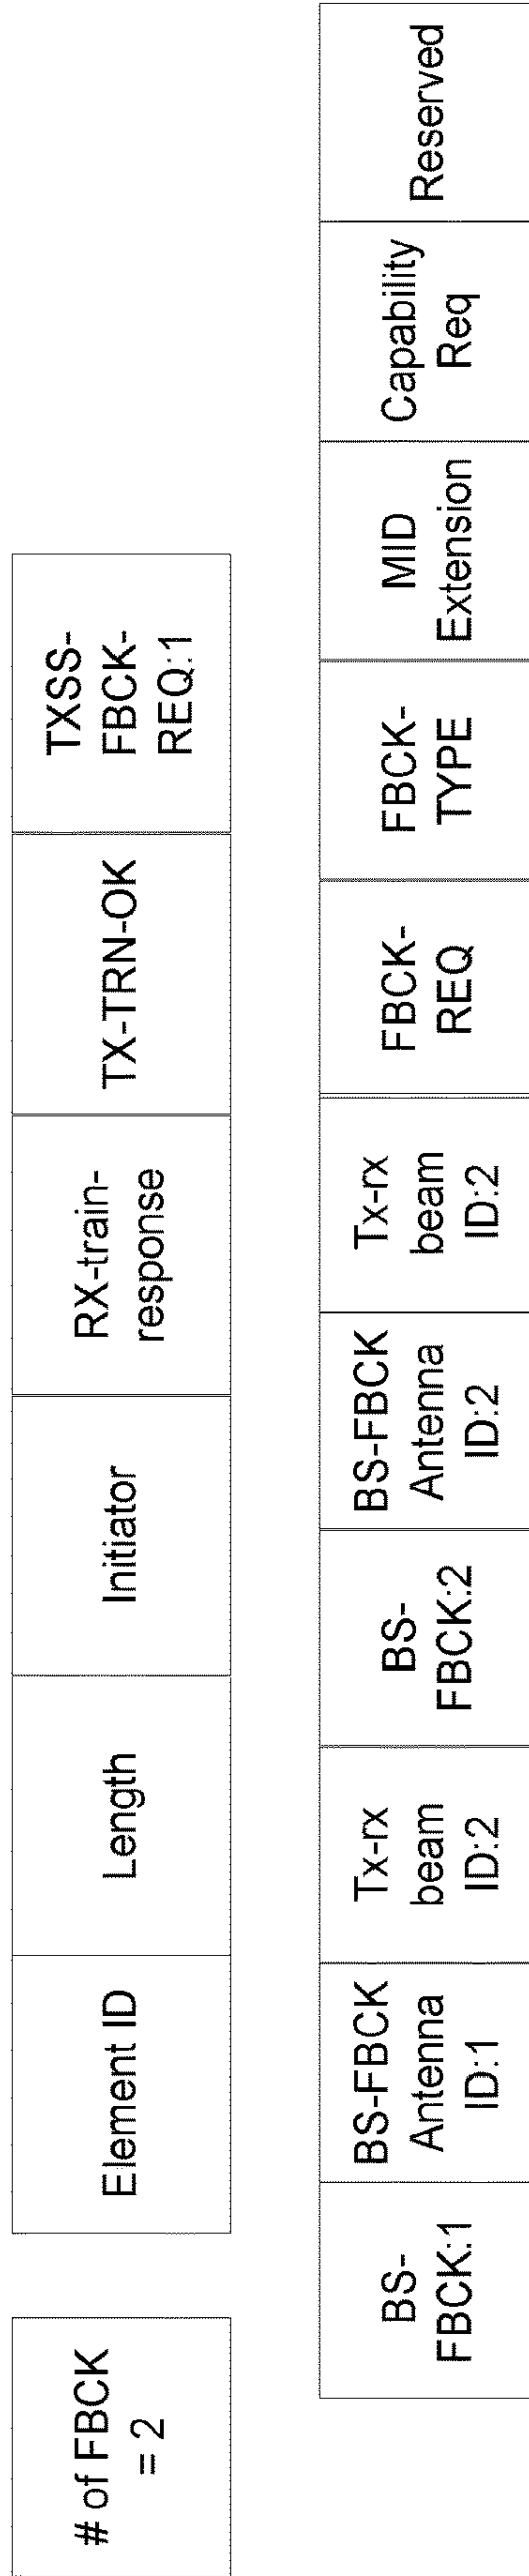 # of FBCK
= 2
Element ID
Length
Initiator
RX-train-
response
TX-TRN-OK
TXSS-
FBCK-
REQ:1
BS-
FBCK:1
BS-FBCK
Antenna
ID:1
Tx-rx
beam
ID:2
BS-
FBCK:2
BS-FBCK
Antenna
ID:2
Tx-rx
beam
ID:2
FBCK-
REQ
FBCK-
TYPE
MID
Extension
Capability
Req
Reserved